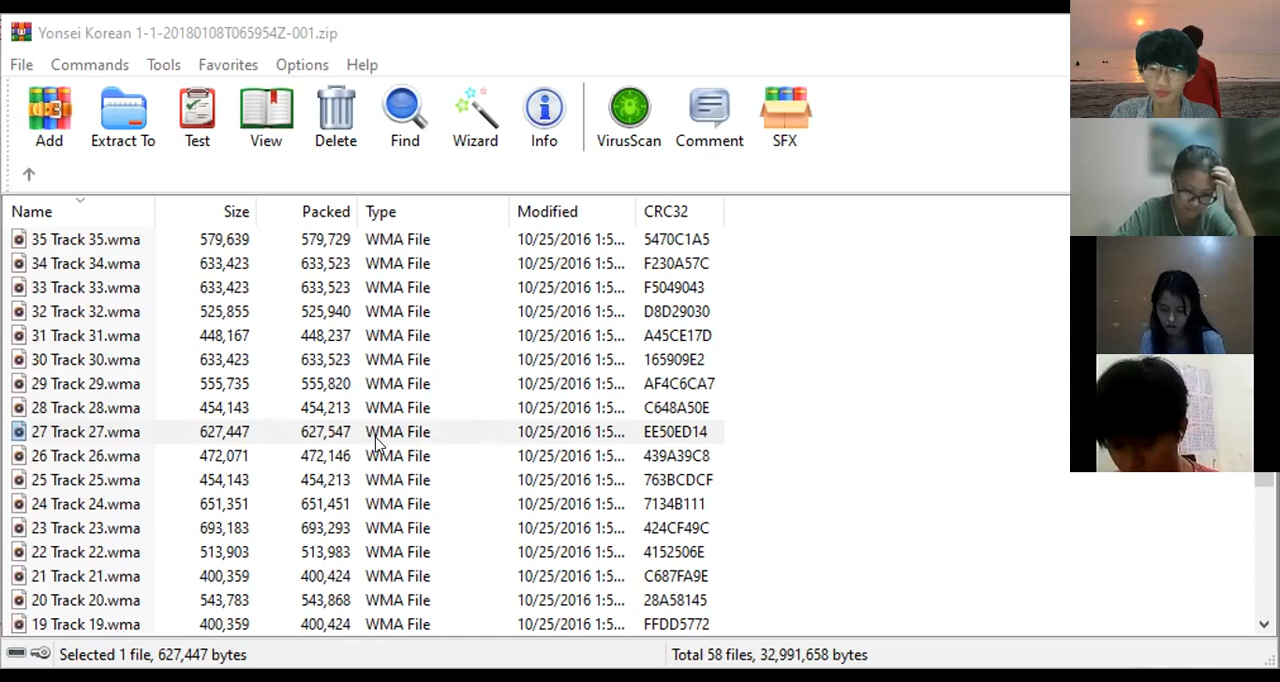 Yonsei Korean 1-1-20180108T065954Z-001.zip
File Commands Tools Favorites Options Help
Add Extract To Test View Delete Find Wizard Info VirusScan Comment SFX
Name Size Packed Type Modified CRC32
35 Track 35.wma 579,639 579,729 WMA File 10/25/2016 1:5... 5470C1A5
34 Track 34.wma 633,423 633,523 WMA File 10/25/2016 1:5... F230A57C
33 Track 33.wma 633,423 633,523 WMA File 10/25/2016 1:5... F5049043
32 Track 32.wma 525,855 525,940 WMA File 10/25/2016 1:5... D8D29030
31 Track 31.wma 448,167 448,237 WMA File 10/25/2016 1:5... A45CE17D
30 Track 30.wma 633,423 633,523 WMA File 10/25/2016 1:5... 165909E2
29 Track 29.wma 555,735 555,820 WMA File 10/25/2016 1:5... AF4C6CA7
28 Track 28.wma 454,143 454,213 WMA File 10/25/2016 1:5... C648A50E
27 Track 27.wma 627,447 627,547 WMA File 10/25/2016 1:5... EE50ED14
26 Track 26.wma 472,071 472,146 WMA File 10/25/2016 1:5... 439A39C8
25 Track 25.wma 454,143 454,213 WMA File 10/25/2016 1:5... 763BCDCF
24 Track 24.wma 651,351 651,451 WMA File 10/25/2016 1:5... 7134B111
23 Track 23.wma 693,183 693,293 WMA File 10/25/2016 1:5... 424CF49C
22 Track 22.wma 513,903 513,983 WMA File 10/25/2016 1:5... 4152506E
21 Track 21.wma 400,359 400,424 WMA File 10/25/2016 1:5... C687FA9E
20 Track 20.wma 543,783 543,868 WMA File 10/25/2016 1:5... 28A58145
19 Track 19.wma 400,359 400,424 WMA File 10/25/2016 1:5... FFDD5772
Selected 1 file, 627,447 bytes Total 58 files, 32,991,658 bytes